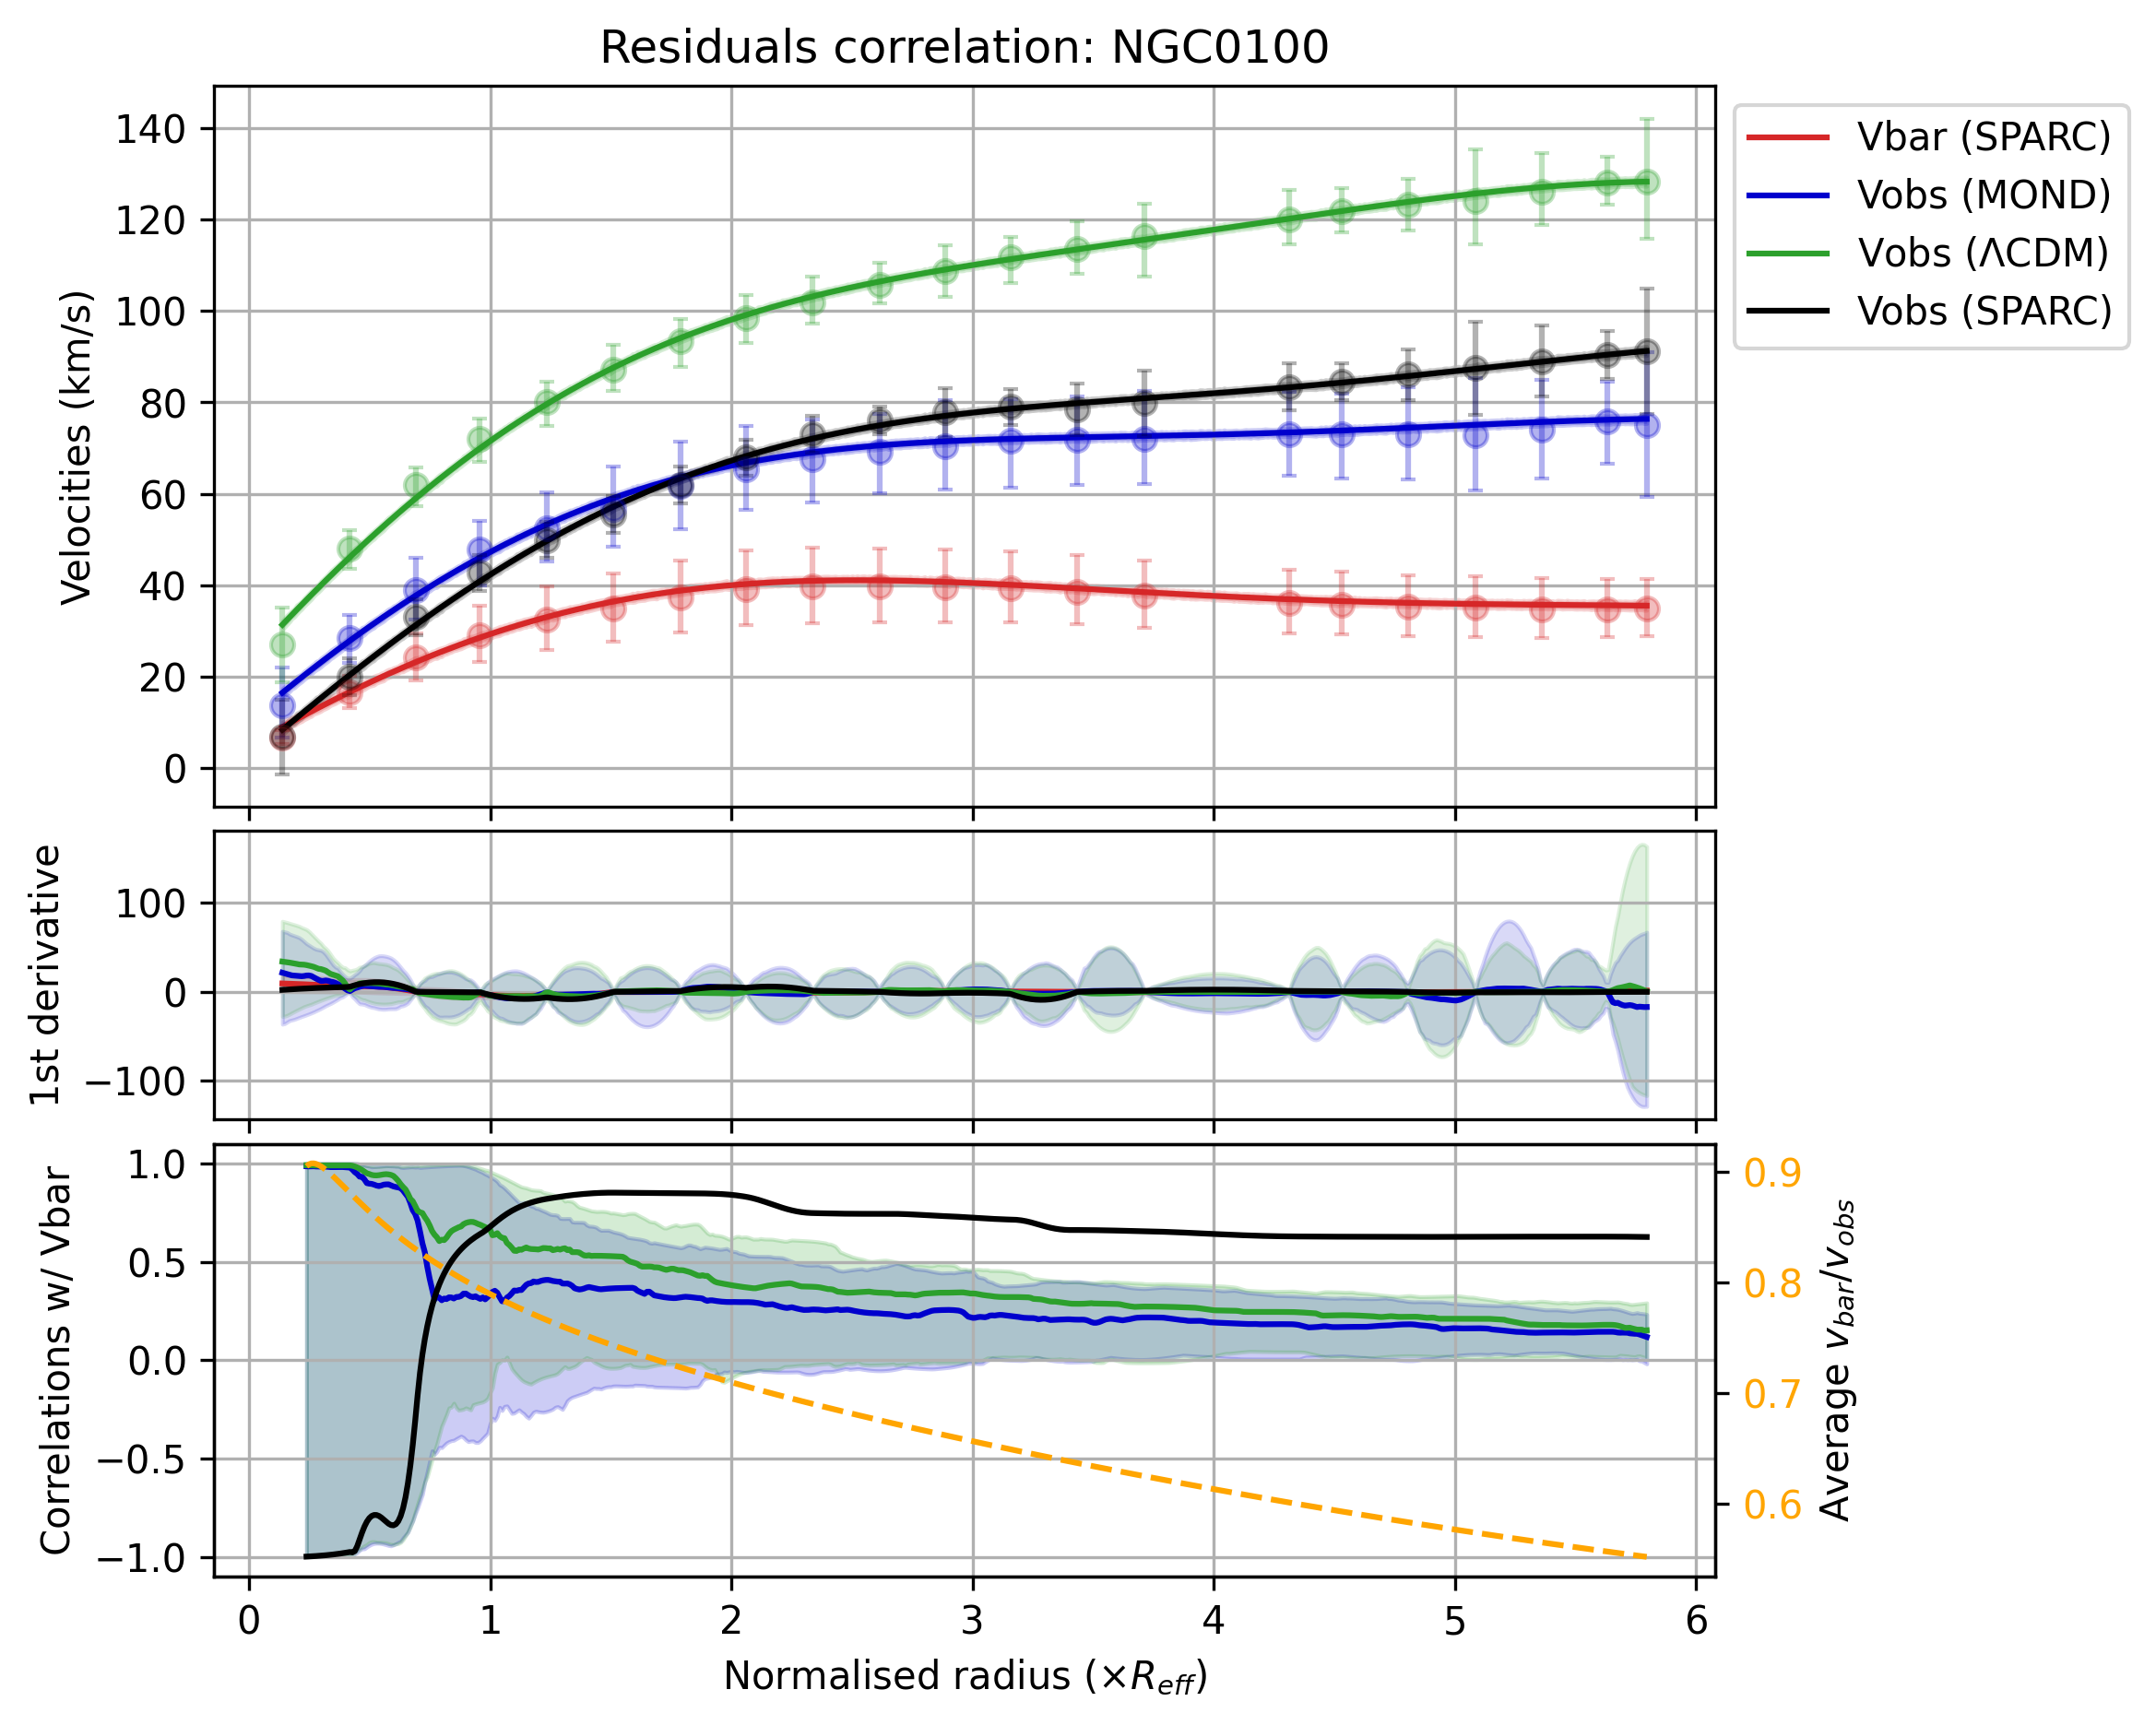 Residuals correlation: NGC0100
140
120
100
80
60
40
20
0
Velocities (km/s)
Vbar (SPARC)
Vobs (MOND)
Vobs (ΛCDM)
Vobs (SPARC)
100
0
−100
1st derivative
1.0
0.5
0.0
−0.5
−1.0
Correlations w/ Vbar
0.9
0.8
0.7
0.6
Average v_bar/v_obs
0 1 2 3 4 5 6
Normalised radius (×R_eff)